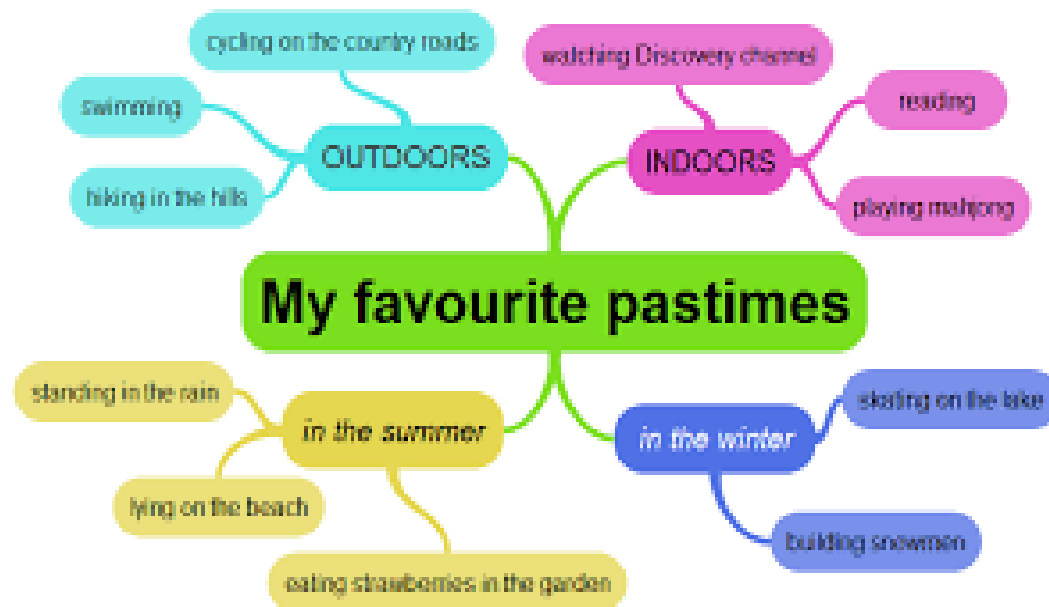 cycling on the country roads
watching Discovery channel
swimming
reading
OUTDOORS
INDOORS
hiking in the hills
playing mahjong
My favourite pastimes
standing in the rain
skating on the lake
in the summer
in the winter
lying on the beach
building snowmen
eating strawberries in the garden